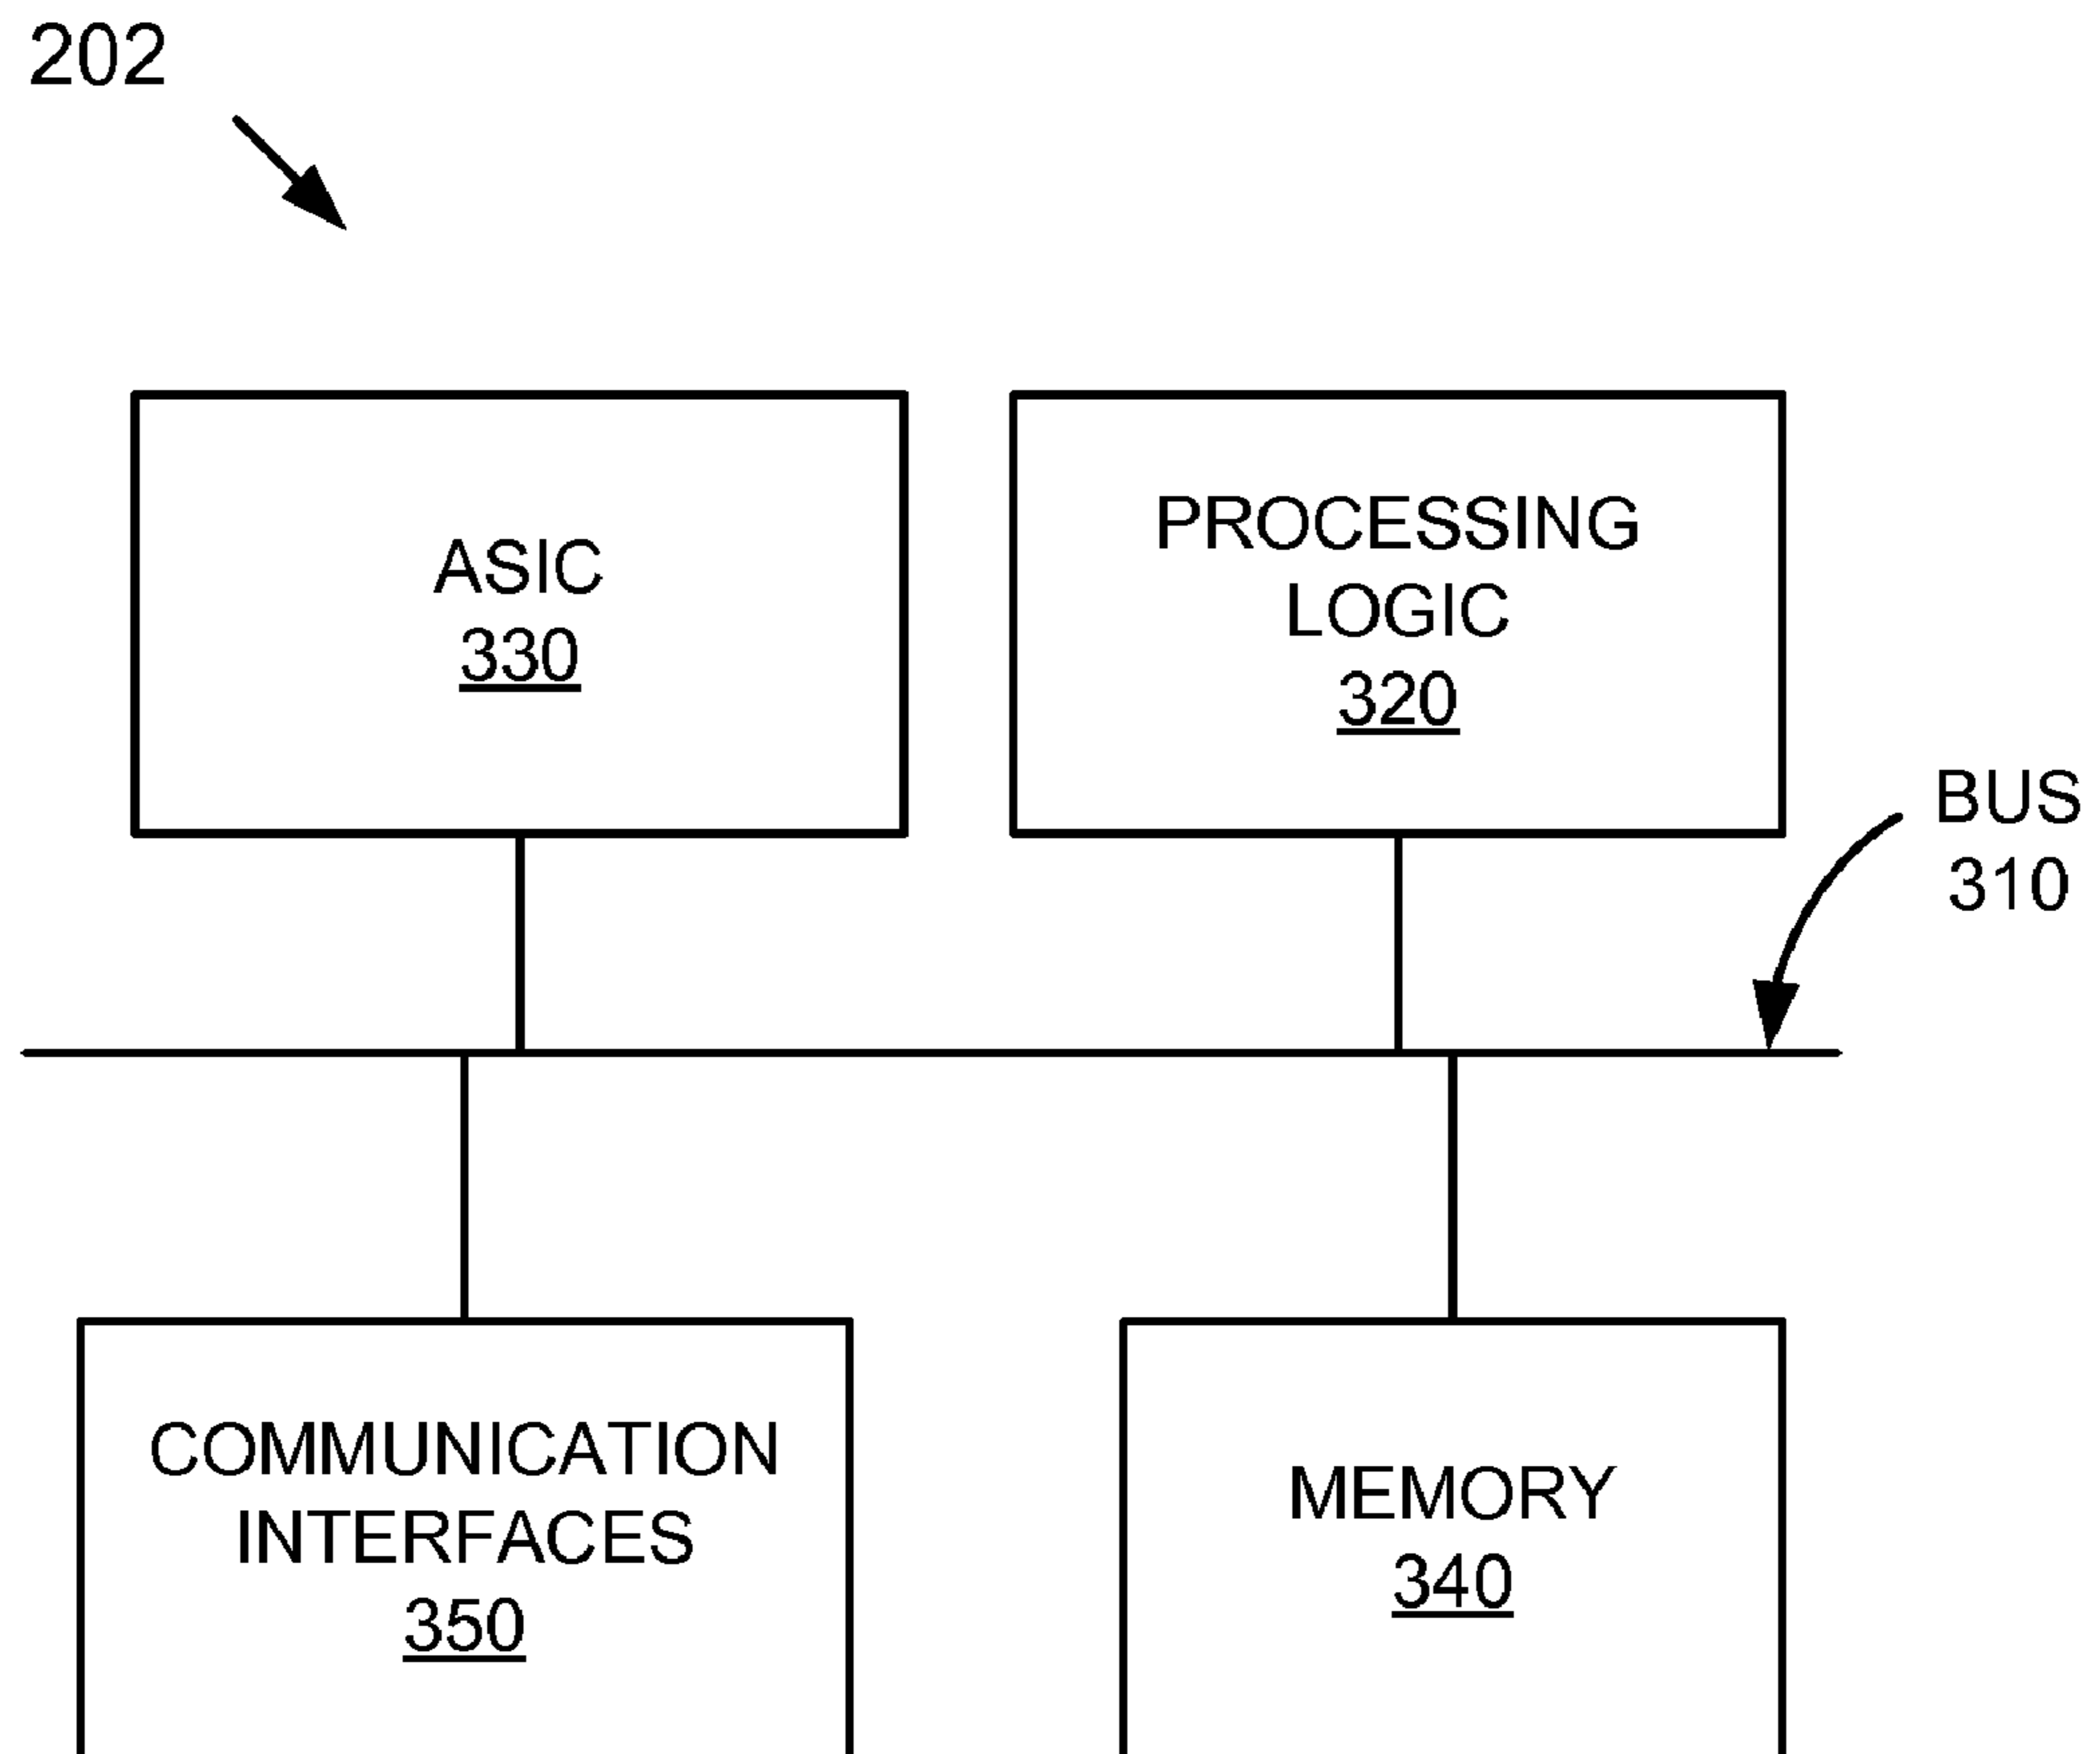 202
ASIC
330
PROCESSING
LOGIC
320
BUS
310
COMMUNICATION
INTERFACES
350
MEMORY
340